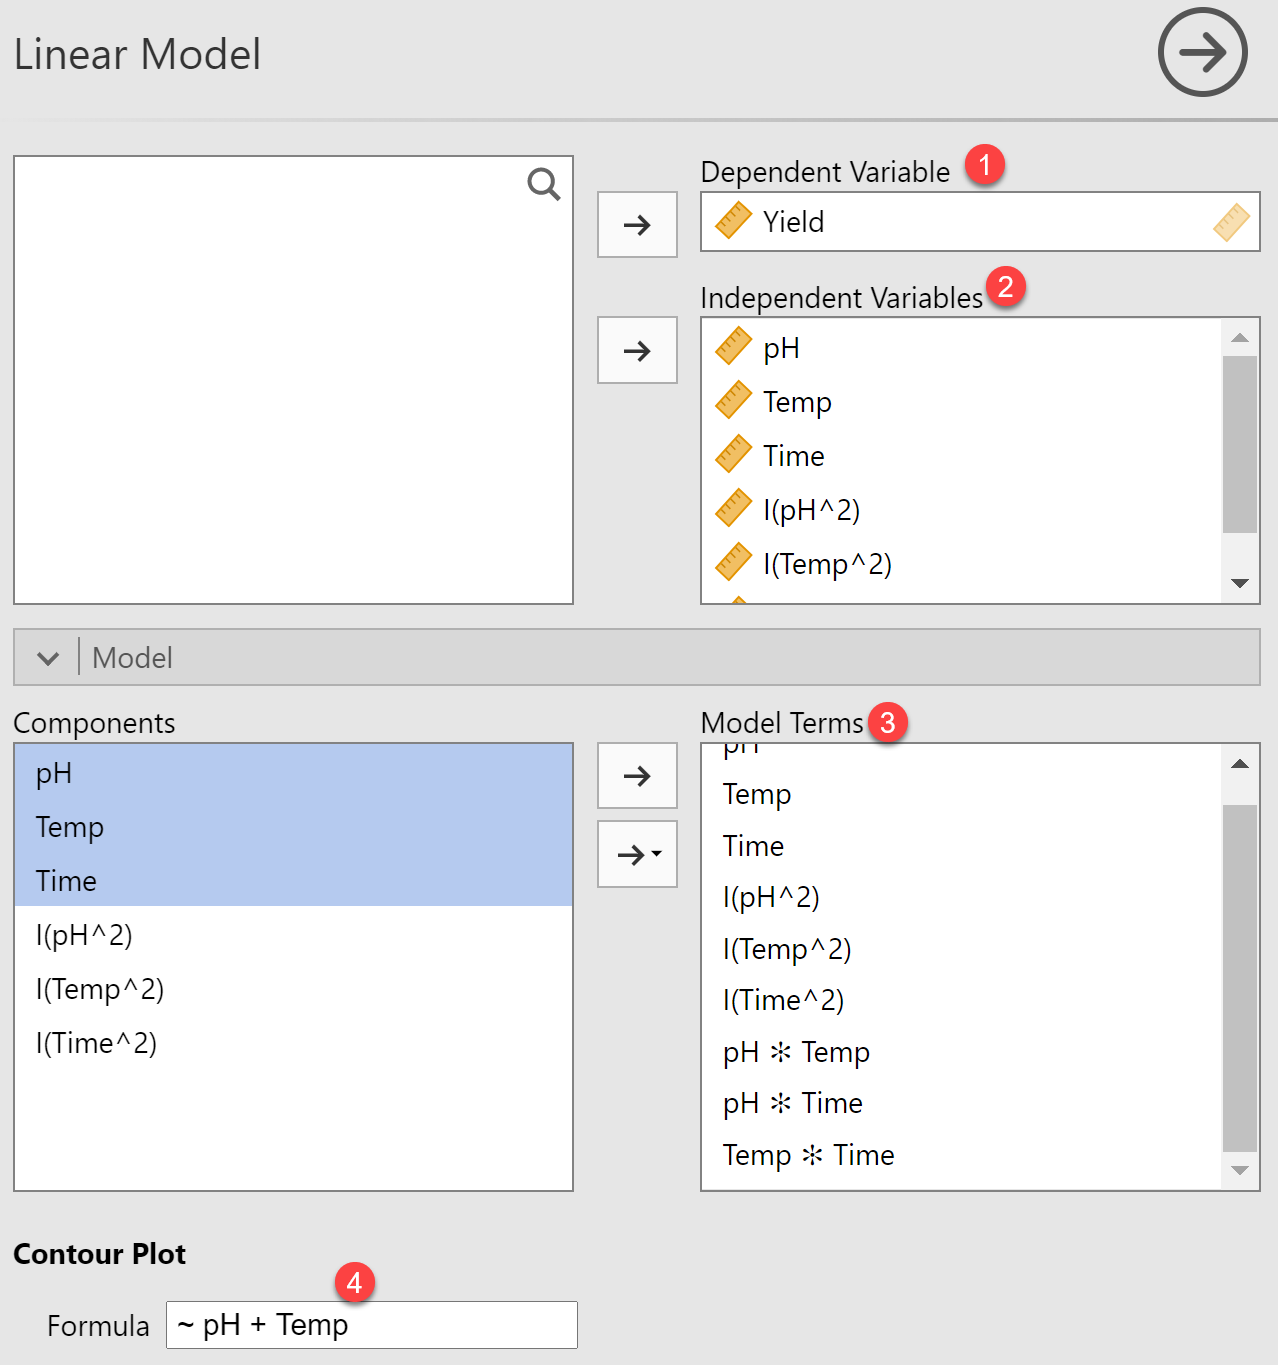 Linear Model
Dependent Variable 1
Yield
Independent Variables 2
pH
Temp
Time
I(pH^2)
I(Temp^2)
Model
Components
pH
Temp
Time
I(pH^2)
I(Temp^2)
I(Time^2)
Model Terms 3
pH
Temp
Time
I(pH^2)
I(Temp^2)
I(Time^2)
pH ✻ Temp
pH ✻ Time
Temp ✻ Time
Contour Plot
4
Formula ~ pH + Temp